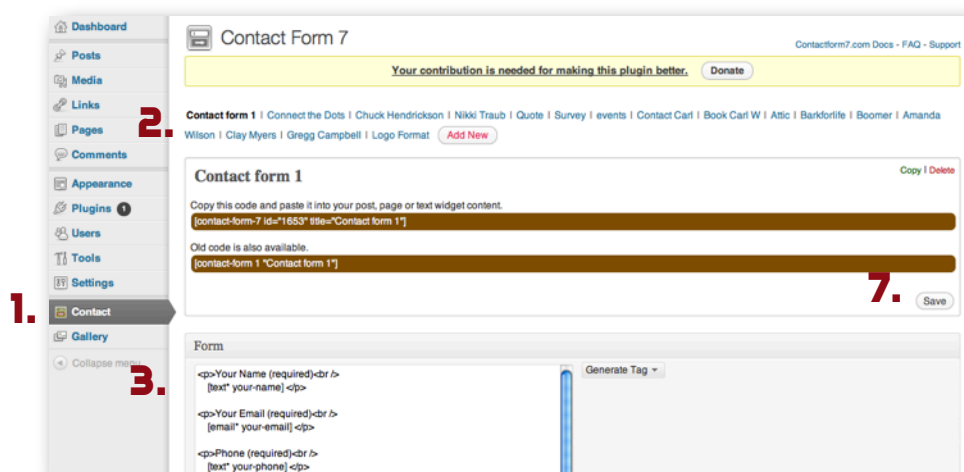 Dashboard
Posts
Media
Links
Pages
Comments
Appearance
Plugins 1
Users
Tools
Settings
Contact
Gallery
Collapse menu
1.
2.
3.
Contact Form 7
Contactform7.com Docs - FAQ - Support
Your contribution is needed for making this plugin better. Donate
Contact form 1 | Connect the Dots | Chuck Hendrickson | Nikki Traub | Quote | Survey | events | Contact Carl | Book Carl W | Attic | Barkforlife | Boomer | Amanda
Wilson | Clay Myers | Gregg Campbell | Logo Format Add New
Contact form 1
Copy | Delete
Copy this code and paste it into your post, page or text widget content.
[contact-form-7 id="1653" title="Contact form 1"]
Old code is also available.
[contact-form 1 "Contact form 1"]
7.
Save
Form
<p>Your Name (required)<br />
[text* your-name] </p>
<p>Your Email (required)<br />
[email* your-email] </p>
<p>Phone (required)<br />
[text* your-phone] </p>
Generate Tag